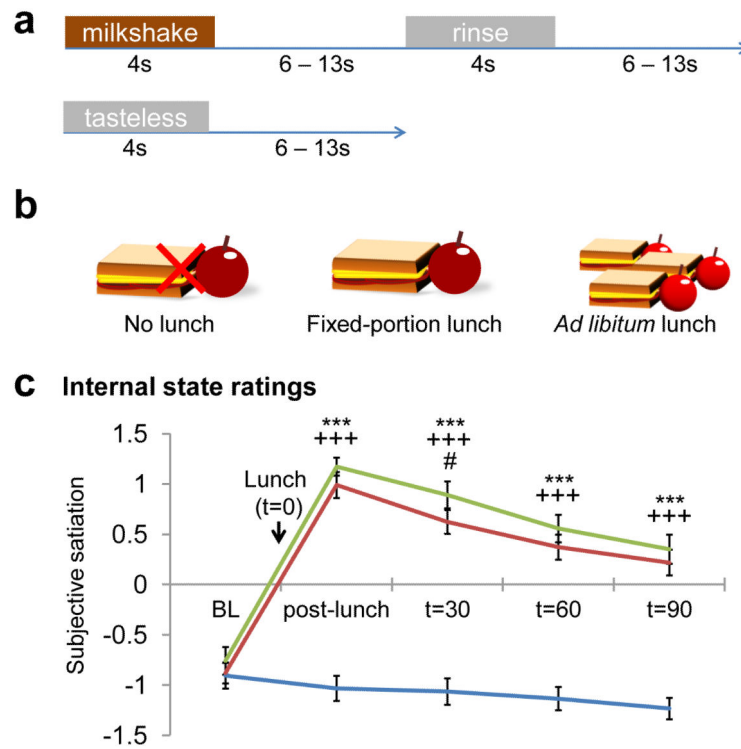 a
milkshake rinse
4s 6 – 13s 4s 6 – 13s
tasteless
4s 6 – 13s
b
No lunch Fixed-portion lunch Ad libitum lunch
c Internal state ratings
Subjective satiation
1.5
1
0.5
0
-0.5
-1
-1.5
Lunch
(t=0)
*** *** *** ***
+++ +++ +++ +++
#
BL post-lunch t=30 t=60 t=90